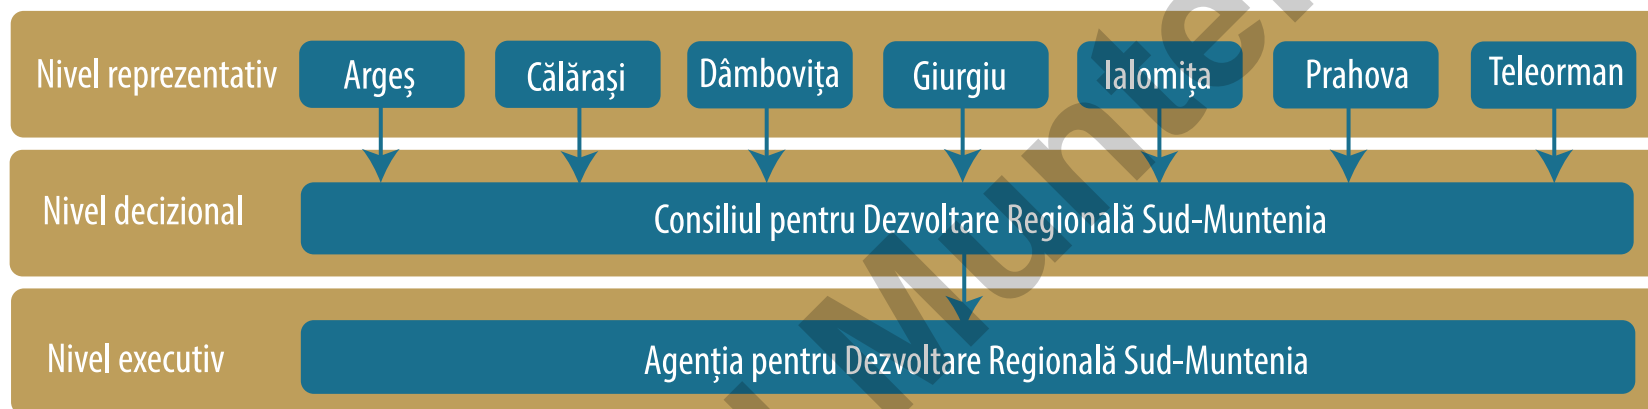 Nivel reprezentativ Argeș Călărași Dâmbovița Giurgiu Ialomița Prahova Teleorman
Nivel decizional Consiliul pentru Dezvoltare Regională Sud-Muntenia
Nivel executiv Agenția pentru Dezvoltare Regională Sud-Muntenia